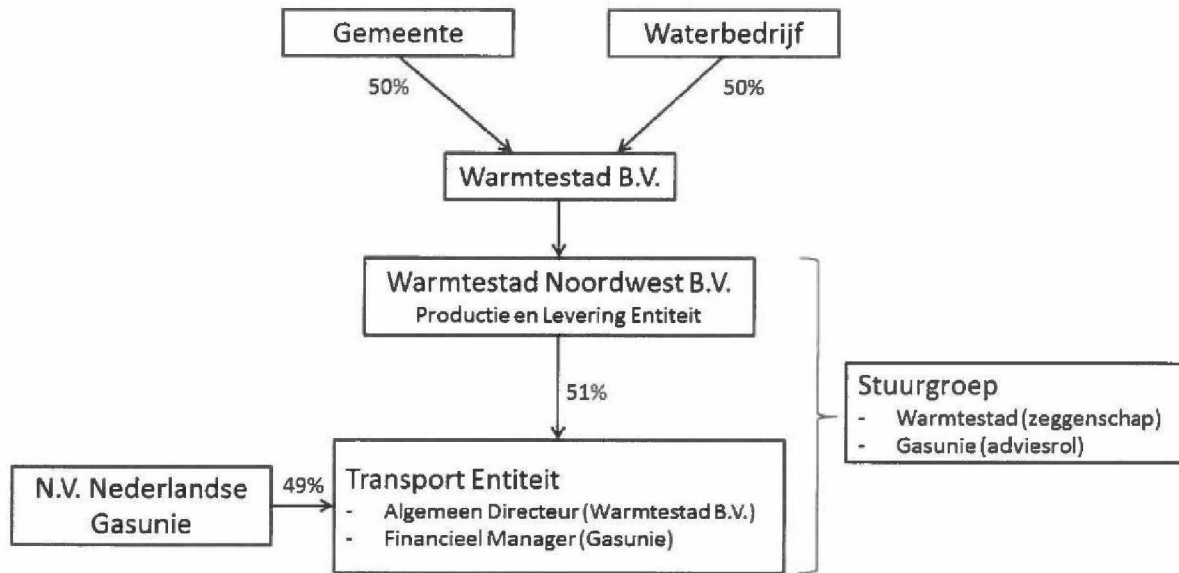 Gemeente
Waterbedrijf
50%
50%
Warmtestad B.V.
Warmtestad Noordwest B.V.
Productie en Levering Entiteit
51%
Stuurgroep
- Warmtestad (zeggenschap)
- Gasunie (adviesrol)
N.V. Nederlandse
Gasunie
49%
Transport Entiteit
- Algemeen Directeur (Warmtestad B.V.)
- Financieel Manager (Gasunie)